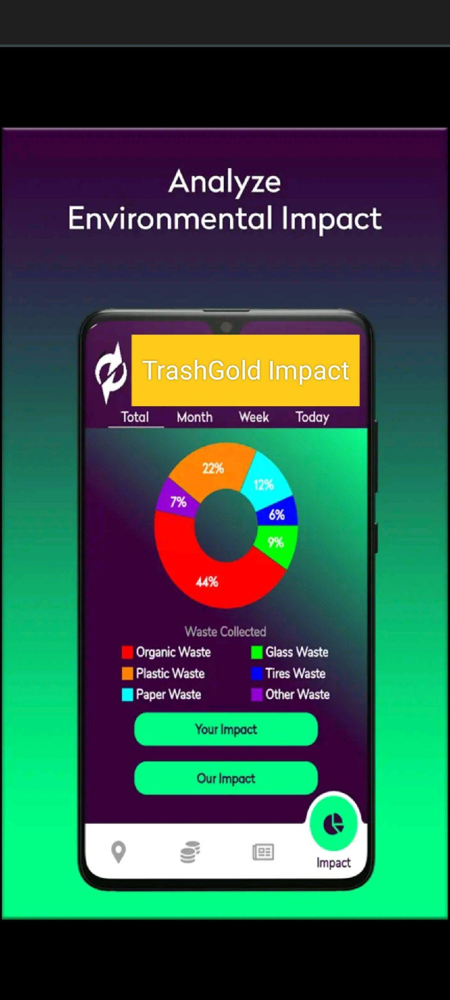 Analyze
Environmental Impact
TrashGold Impact
Total Month Week Today
22%
12%
7%
6%
9%
44%
Waste Collected
Organic Waste Glass Waste
Plastic Waste Tires Waste
Paper Waste Other Waste
Your Impact
Our Impact
Impact